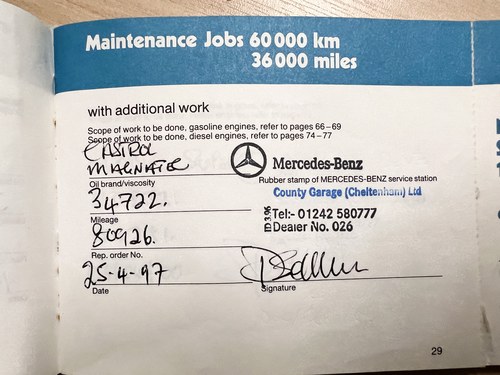 Maintenance Jobs 60 000 km
36 000 miles
with additional work
Scope of work to be done, gasoline engines, refer to pages 66–69
Scope of work to be done, diesel engines, refer to pages 74–77
CASTROL
MAGNATEC
Oil brand/viscosity
34722.
Mileage
80926.
Rep. order No.
25-4-97
Date
Mercedes-Benz
Rubber stamp of MERCEDES-BENZ service station
County Garage (Cheltenham) Ltd
Tel:- 01242 580777
Dealer No. 026
Signature
29